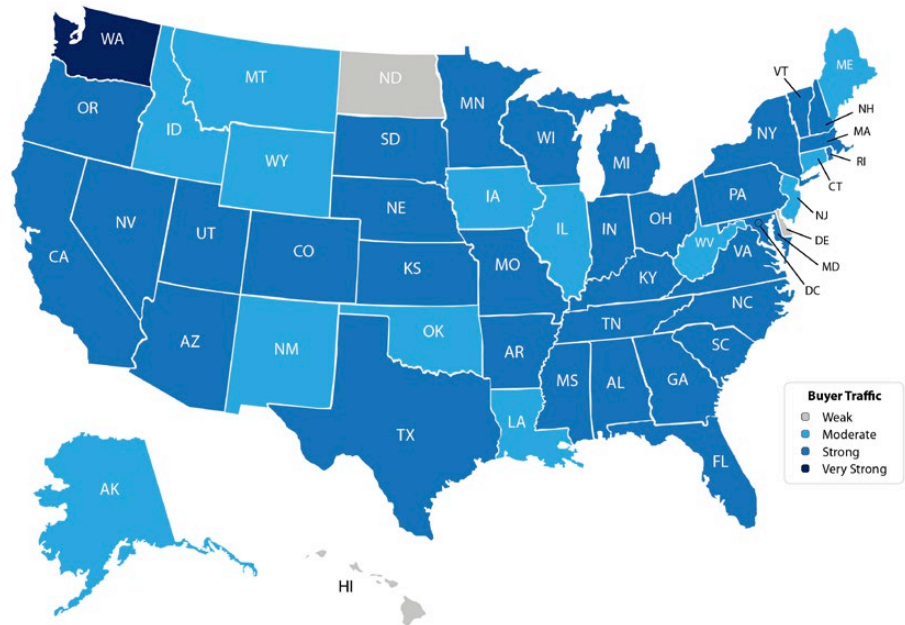 WA
MT
ND
MN
VT
ME
OR
ID
SD
WI
MI
NY
NH
MA
WY
RI
IA
NE
PA
CT
NV
UT
IL
IN
OH
NJ
CA
CO
WV
VA
DE
KS
MO
KY
MD
DC
NC
TN
AZ
NM
OK
AR
SC
MS
AL
GA
LA
TX
FL
Buyer Traffic
Weak
Moderate
Strong
Very Strong
AK
HI